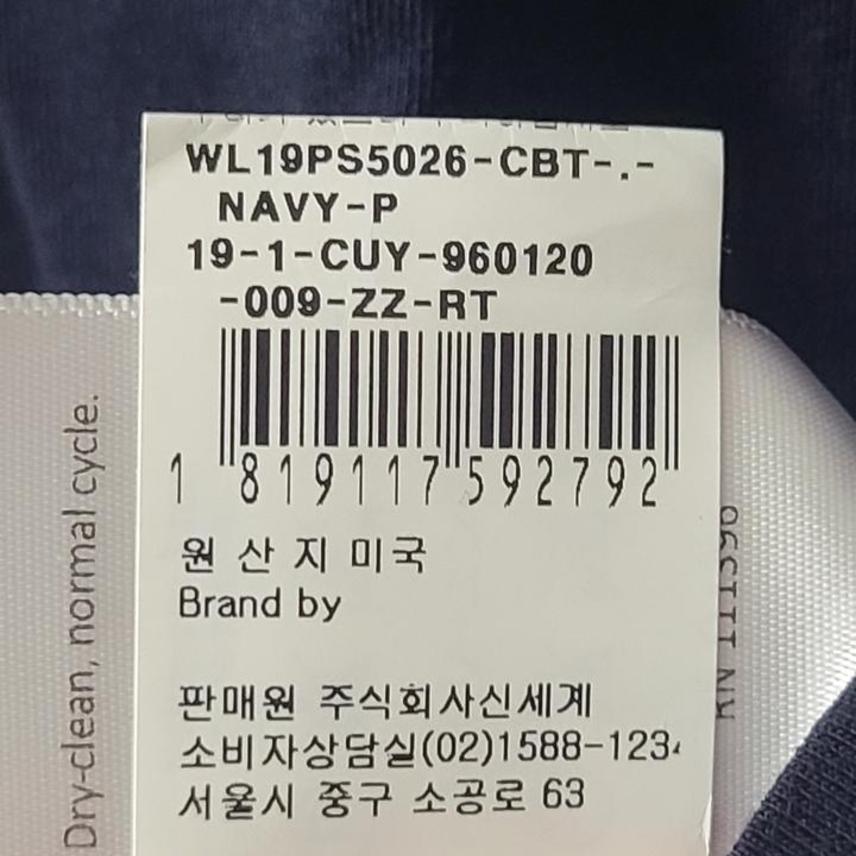 WL19PS5026-CBT-.-
NAVY-P
19-1-CUY-960120
-009-ZZ-RT
1 819117 592792
원산지 미국
Brand by
판매원 주식회사신세계
소비자상담실(02)1588-1234
서울시 중구 소공로 63
Dry-clean, normal cycle.